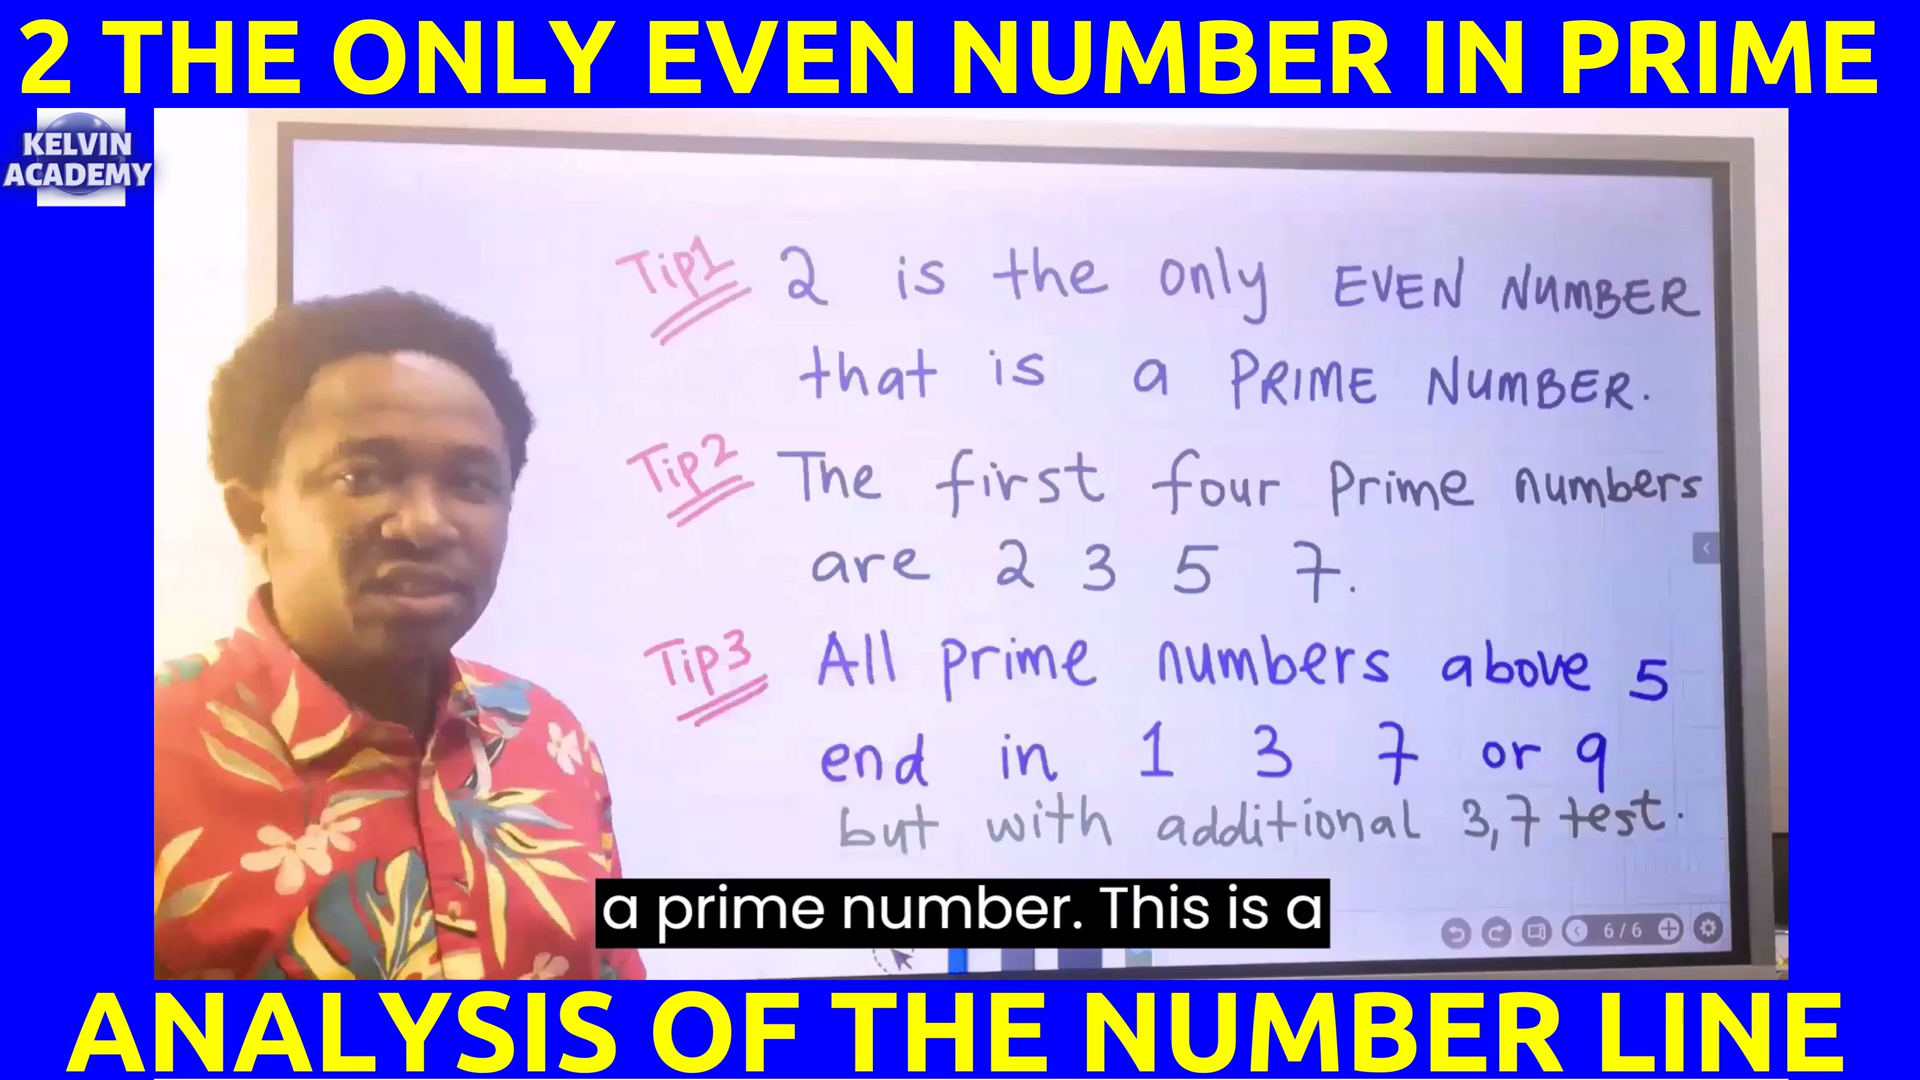 2 THE ONLY EVEN NUMBER IN PRIME
KELVIN
ACADEMY
Tip1 2 is the only EVEN NUMBER
that is a PRIME NUMBER.
Tip2 The first four Prime numbers
are 2 3 5 7.
Tip3 All prime numbers above 5
end in 1 3 7 or 9
but with additional 3,7 test.
a prime number. This is a
6/6
ANALYSIS OF THE NUMBER LINE